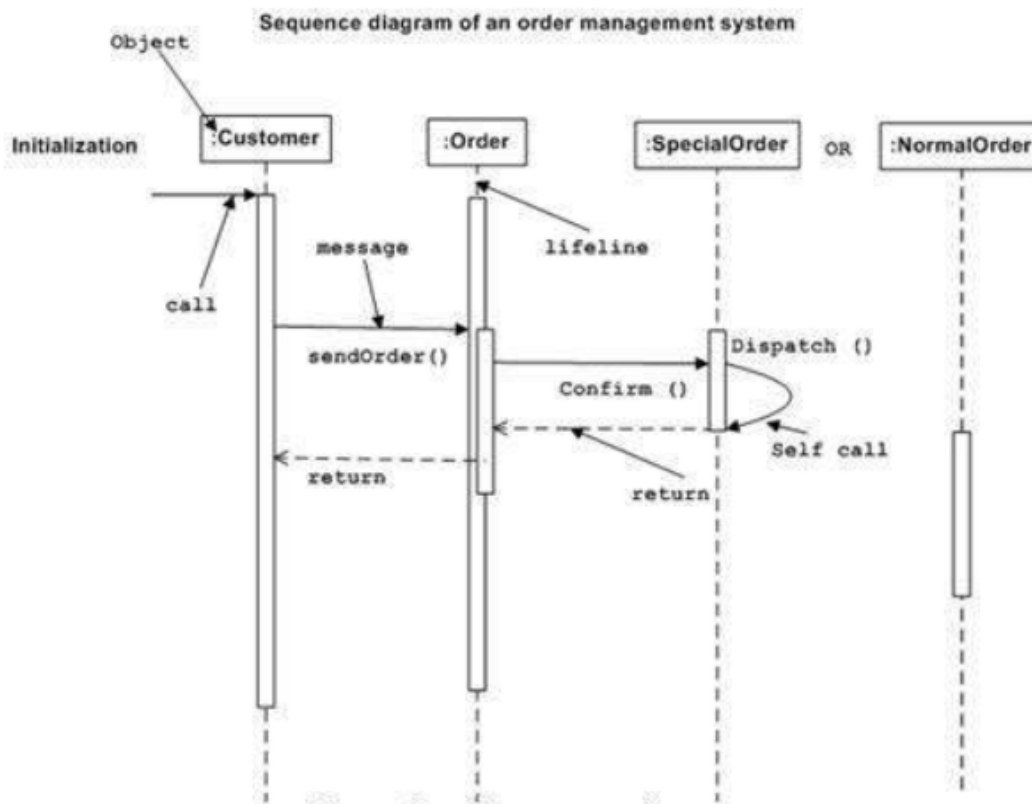 Sequence diagram of an order management system
Object
Initialization
:Customer
:Order
:SpecialOrder
OR
:NormalOrder
lifeline
message
call
sendOrder()
Dispatch ()
Confirm ()
Self call
return
return